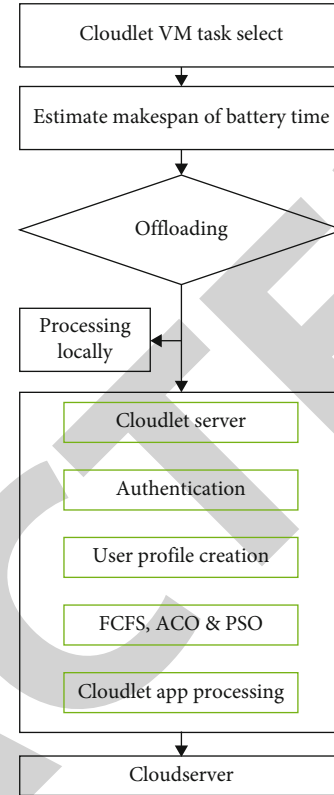 Cloudlet VM task select
Estimate makespan of battery time
Offloading
Processing
locally
Cloudlet server
Authentication
User profile creation
FCFS, ACO & PSO
Cloudlet app processing
Cloudserver